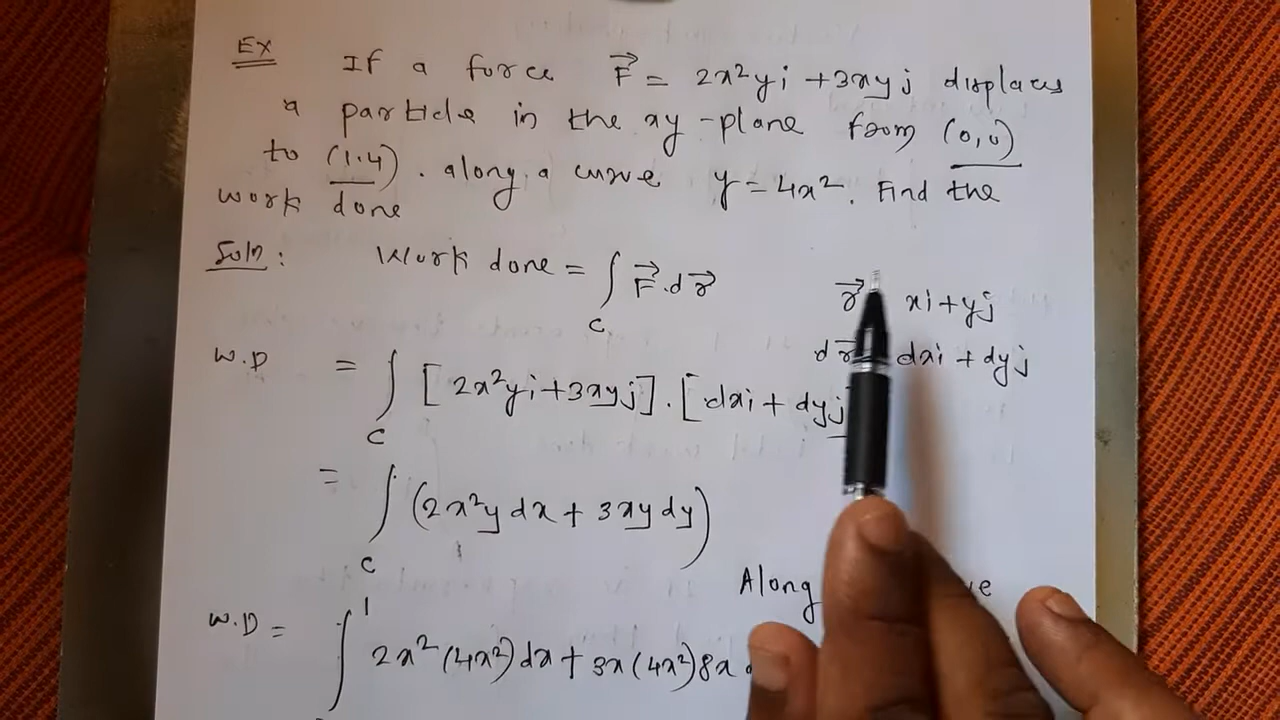 Ex If a force F⃗ = 2x²yi + 3xyj displaces
a particle in the xy-plane from (0,0)
to (1.4). along a curve y = 4x². Find the
work done
Soln: Work done = ∫ F⃗.dr⃗
C
r⃗ xi + yj
dr⃗ dxi + dyj
W.D = ∫ [2x²yi + 3xyj].[dxi + dyj
C
= ∫ (2x²y dx + 3xy dy)
C
Along
W.D = ∫ 1 2x²(4x²)dx + 3x(4x²)8x